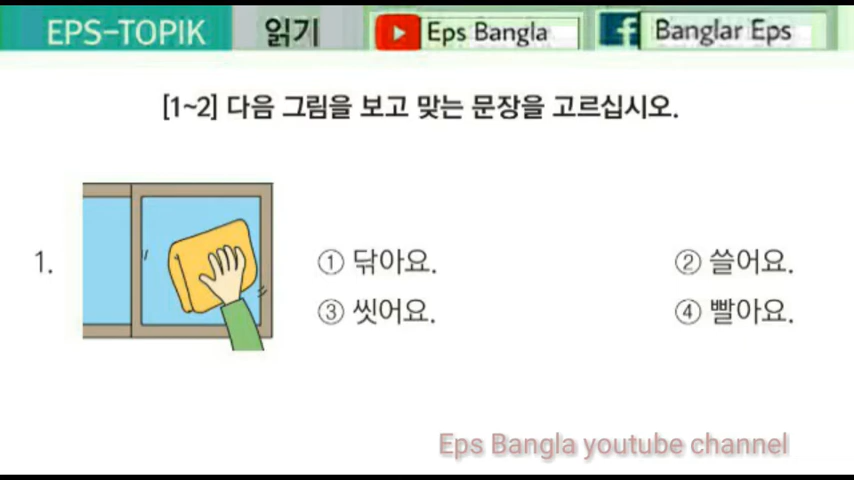 EPS-TOPIK 읽기 Eps Bangla Banglar Eps
[1~2] 다음 그림을 보고 맞는 문장을 고르십시오.
1. ① 닦아요. ② 쓸어요.
③ 씻어요. ④ 빨아요.
Eps Bangla youtube channel